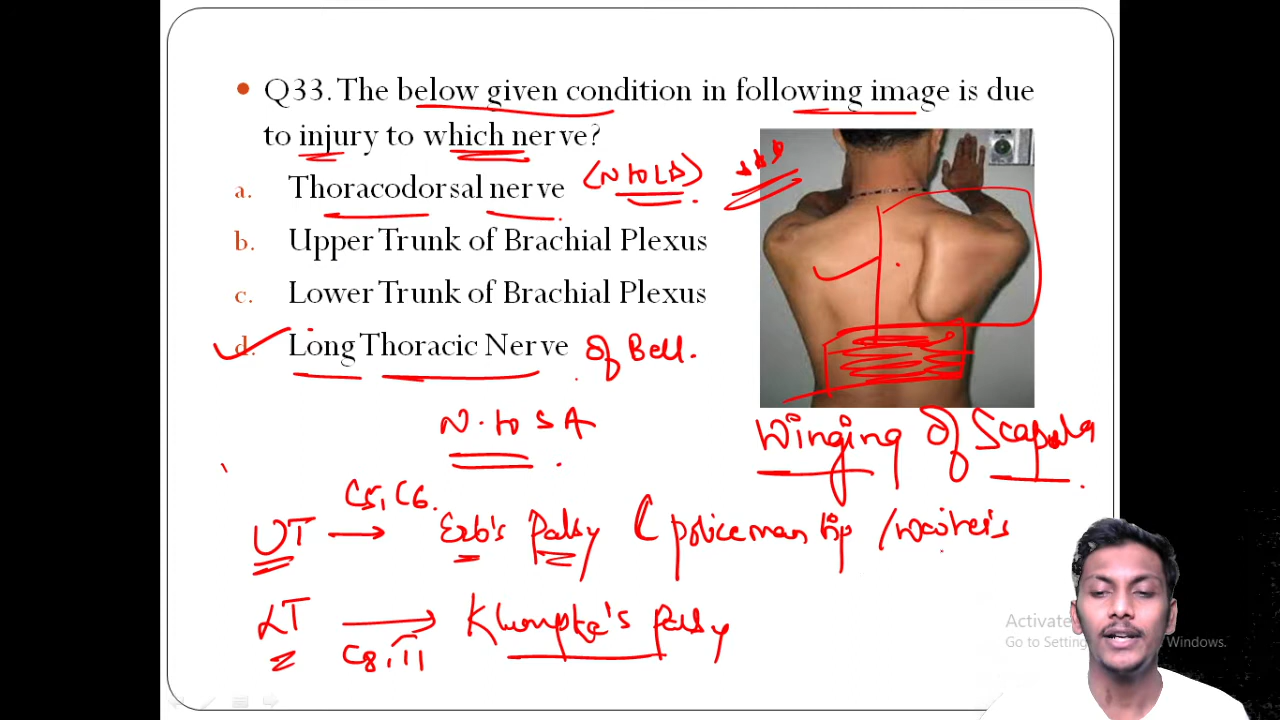 • Q33. The below given condition in following image is due
to injury to which nerve?
a. Thoracodorsal nerve (N to LD)
b. Upper Trunk of Brachial Plexus
c. Lower Trunk of Brachial Plexus
d. Long Thoracic Nerve of Bell.
N. to SA
Winging of Scapula
UT → C5, C6. Erb's palsy (policeman tip / waiter's
LT → C8, T1 Klumpke's palsy
Activate
Go to Settings Windows.